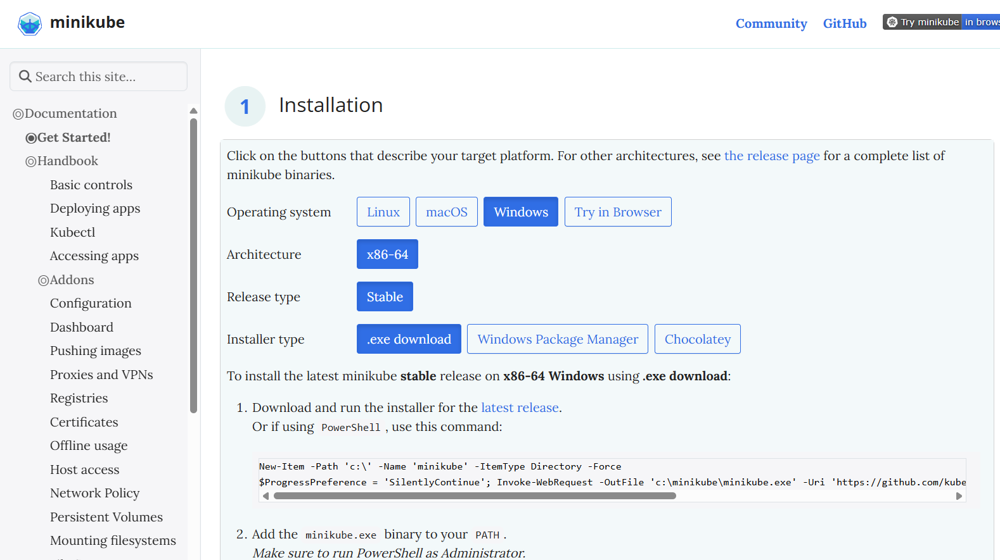 minikube
Community GitHub Try minikube in brows
Search this site...
Documentation
Get Started!
Handbook
Basic controls
Deploying apps
Kubectl
Accessing apps
Addons
Configuration
Dashboard
Pushing images
Proxies and VPNs
Registries
Certificates
Offline usage
Host access
Network Policy
Persistent Volumes
Mounting filesystems
1 Installation
Click on the buttons that describe your target platform. For other architectures, see the release page for a complete list of
minikube binaries.
Operating system Linux macOS Windows Try in Browser
Architecture x86-64
Release type Stable
Installer type .exe download Windows Package Manager Chocolatey
To install the latest minikube stable release on x86-64 Windows using .exe download:
1. Download and run the installer for the latest release.
Or if using PowerShell, use this command:
New-Item -Path 'c:\' -Name 'minikube' -ItemType Directory -Force
$ProgressPreference = 'SilentlyContinue'; Invoke-WebRequest -OutFile 'c:\minikube\minikube.exe' -Uri 'https://github.com/kube
2. Add the minikube.exe binary to your PATH.
Make sure to run PowerShell as Administrator.